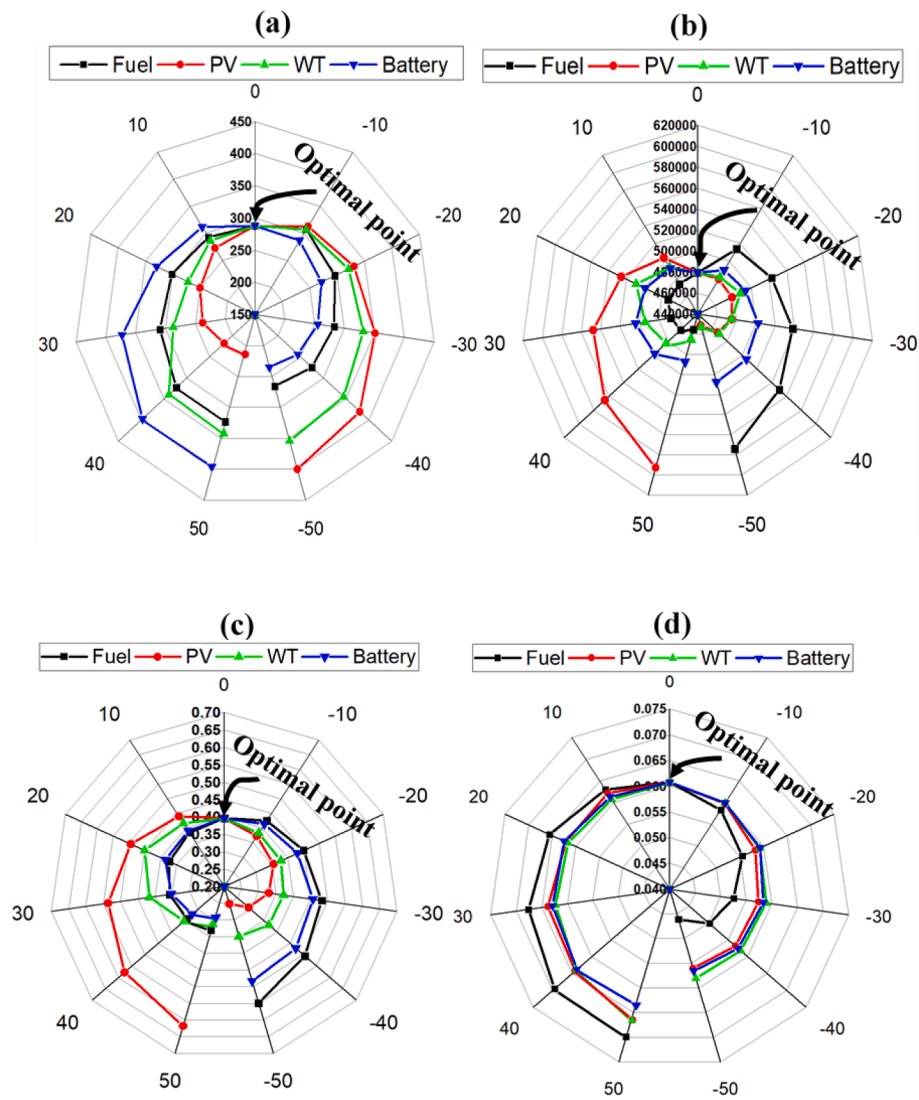 (a) (b)
Fuel PV WT Battery Fuel PV WT Battery
0 0
10 450 -10 10 620000 -10
400 600000
350 580000
20 300 -20 20 560000 -20
250 540000
200 520000
150 500000
480000
460000
440000
Optimal point Optimal point
30 -30 30 -30
40 -40 40 -40
50 -50 50 -50
(c) (d)
Fuel PV WT Battery Fuel PV WT Battery
0 0
10 0.70 -10 10 0.075 -10
0.65 0.070
0.60 0.065
20 0.55 -20 20 0.060 -20
0.50 0.055
0.45 0.050
0.40 0.045
0.35 0.040
0.30
0.25
0.20
Optimal point Optimal point
30 -30 30 -30
40 -40 40 -40
50 -50 50 -50